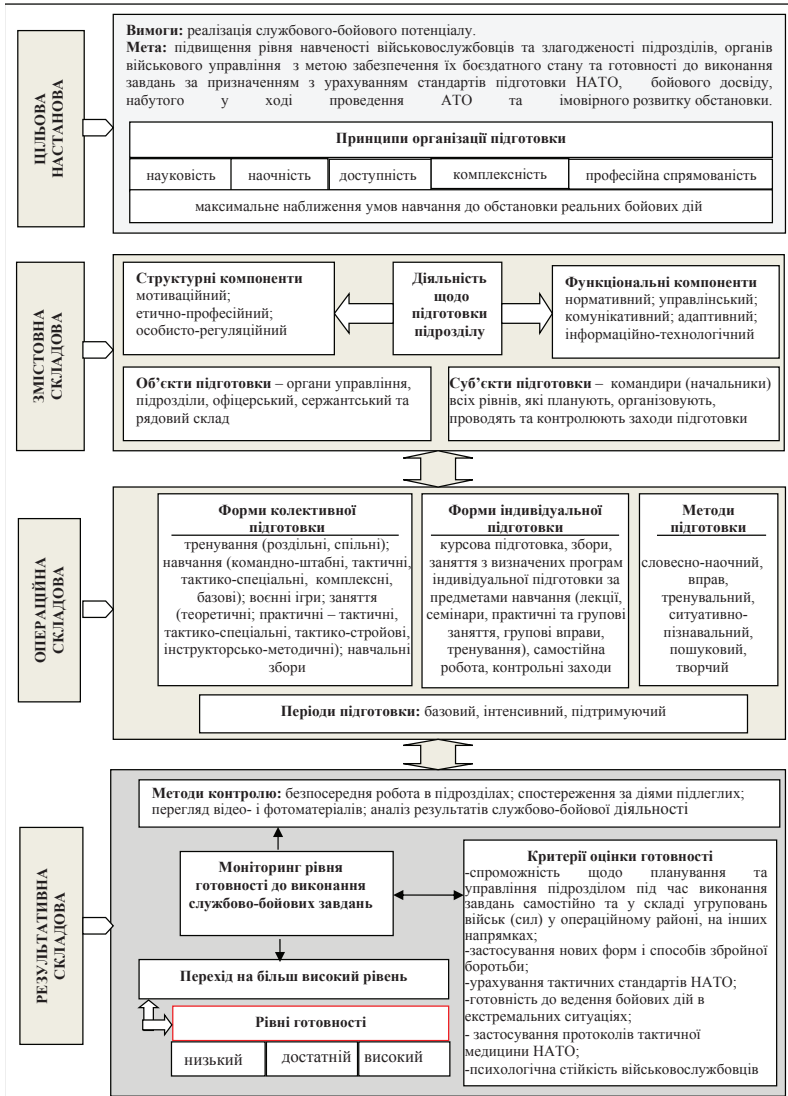 ЦІЛЬОВА
НАСТАНОВА
Вимоги: реалізація службового-бойового потенціалу.
Мета: підвищення рівня навченості військовослужбовців та злагодженості підрозділів, органів
військового управління з метою забезпечення їх боєздатного стану та готовності до виконання
завдань за призначенням з урахуванням стандартів підготовки НАТО, бойового досвіду,
набутого у ході проведення АТО та імовірного розвитку обстановки.
Принципи організації підготовки
науковість наочність доступність комплексність професійна спрямованість
максимальне наближення умов навчання до обстановки реальних бойових дій
ЗМІСТОВНА
СКЛАДОВА
Структурні компоненти
мотиваційний;
етично-професійний;
особисто-регуляційний
Діяльність
щодо
підготовки
підрозділу
Функціональні компоненти
нормативний; управлінський;
комунікативний; адаптивний;
інформаційно-технологічний
Об’єкти підготовки – органи управління,
підрозділи, офіцерський, сержантський та
рядовий склад
Суб’єкти підготовки – командири (начальники)
всіх рівнів, які планують, організовують,
проводять та контролюють заходи підготовки
ОПЕРАЦІЙНА
СКЛАДОВА
Форми колективної
підготовки
тренування (роздільні, спільні);
навчання (командно-штабні, тактичні,
тактико-спеціальні, комплексні,
базові); воєнні ігри; заняття
(теоретичні; практичні – тактичні,
тактико-спеціальні, тактико-стройові,
інструкторсько-методичні); навчальні
збори
Форми індивідуальної
підготовки
курсова підготовка, збори,
заняття з визначених програм
індивідуальної підготовки за
предметами навчання (лекції,
семінари, практичні та групові
заняття, групові вправи,
тренування), самостійна
робота, контрольні заходи
Методи
підготовки
словесно-наочний,
вправ,
тренувальний,
ситуативно-
пізнавальний,
пошуковий,
творчий
Періоди підготовки: базовий, інтенсивний, підтримуючий
РЕЗУЛЬТАТИВНА
СКЛАДОВА
Методи контролю: безпосередня робота в підрозділах; спостереження за діями підлеглих;
перегляд відео- і фотоматеріалів; аналіз результатів службово-бойової діяльності
Моніторинг рівня
готовності до виконання
службово-бойових завдань
Перехід на більш високий рівень
Рівні готовності
низький достатній високий
Критерії оцінки готовності
-спроможність щодо планування та
управління підрозділом під час виконання
завдань самостійно та у складі угруповань
військ (сил) у операційному районі, на інших
напрямках;
-застосування нових форм і способів збройної
боротьби;
-урахування тактичних стандартів НАТО;
-готовність до ведення бойових дій в
екстремальних ситуаціях;
- застосування протоколів тактичної
медицини НАТО;
-психологічна стійкість військовослужбовців